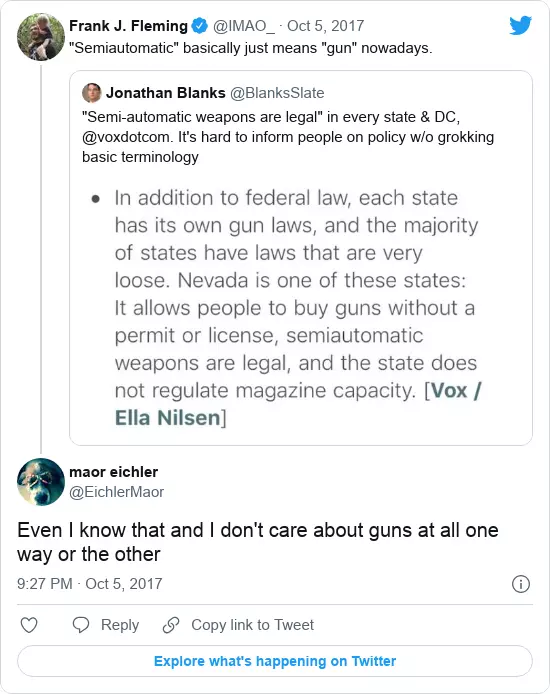 Frank J. Fleming @IMAO_ · Oct 5, 2017
"Semiautomatic" basically just means "gun" nowadays.
Jonathan Blanks @BlanksSlate
"Semi-automatic weapons are legal" in every state & DC,
@voxdotcom. It's hard to inform people on policy w/o grokking
basic terminology
• In addition to federal law, each state
has its own gun laws, and the majority
of states have laws that are very
loose. Nevada is one of these states:
It allows people to buy guns without a
permit or license, semiautomatic
weapons are legal, and the state does
not regulate magazine capacity. [Vox /
Ella Nilsen]
maor eichler
@EichlerMaor
Even I know that and I don't care about guns at all one
way or the other
9:27 PM · Oct 5, 2017
Reply
Copy link to Tweet
Explore what's happening on Twitter